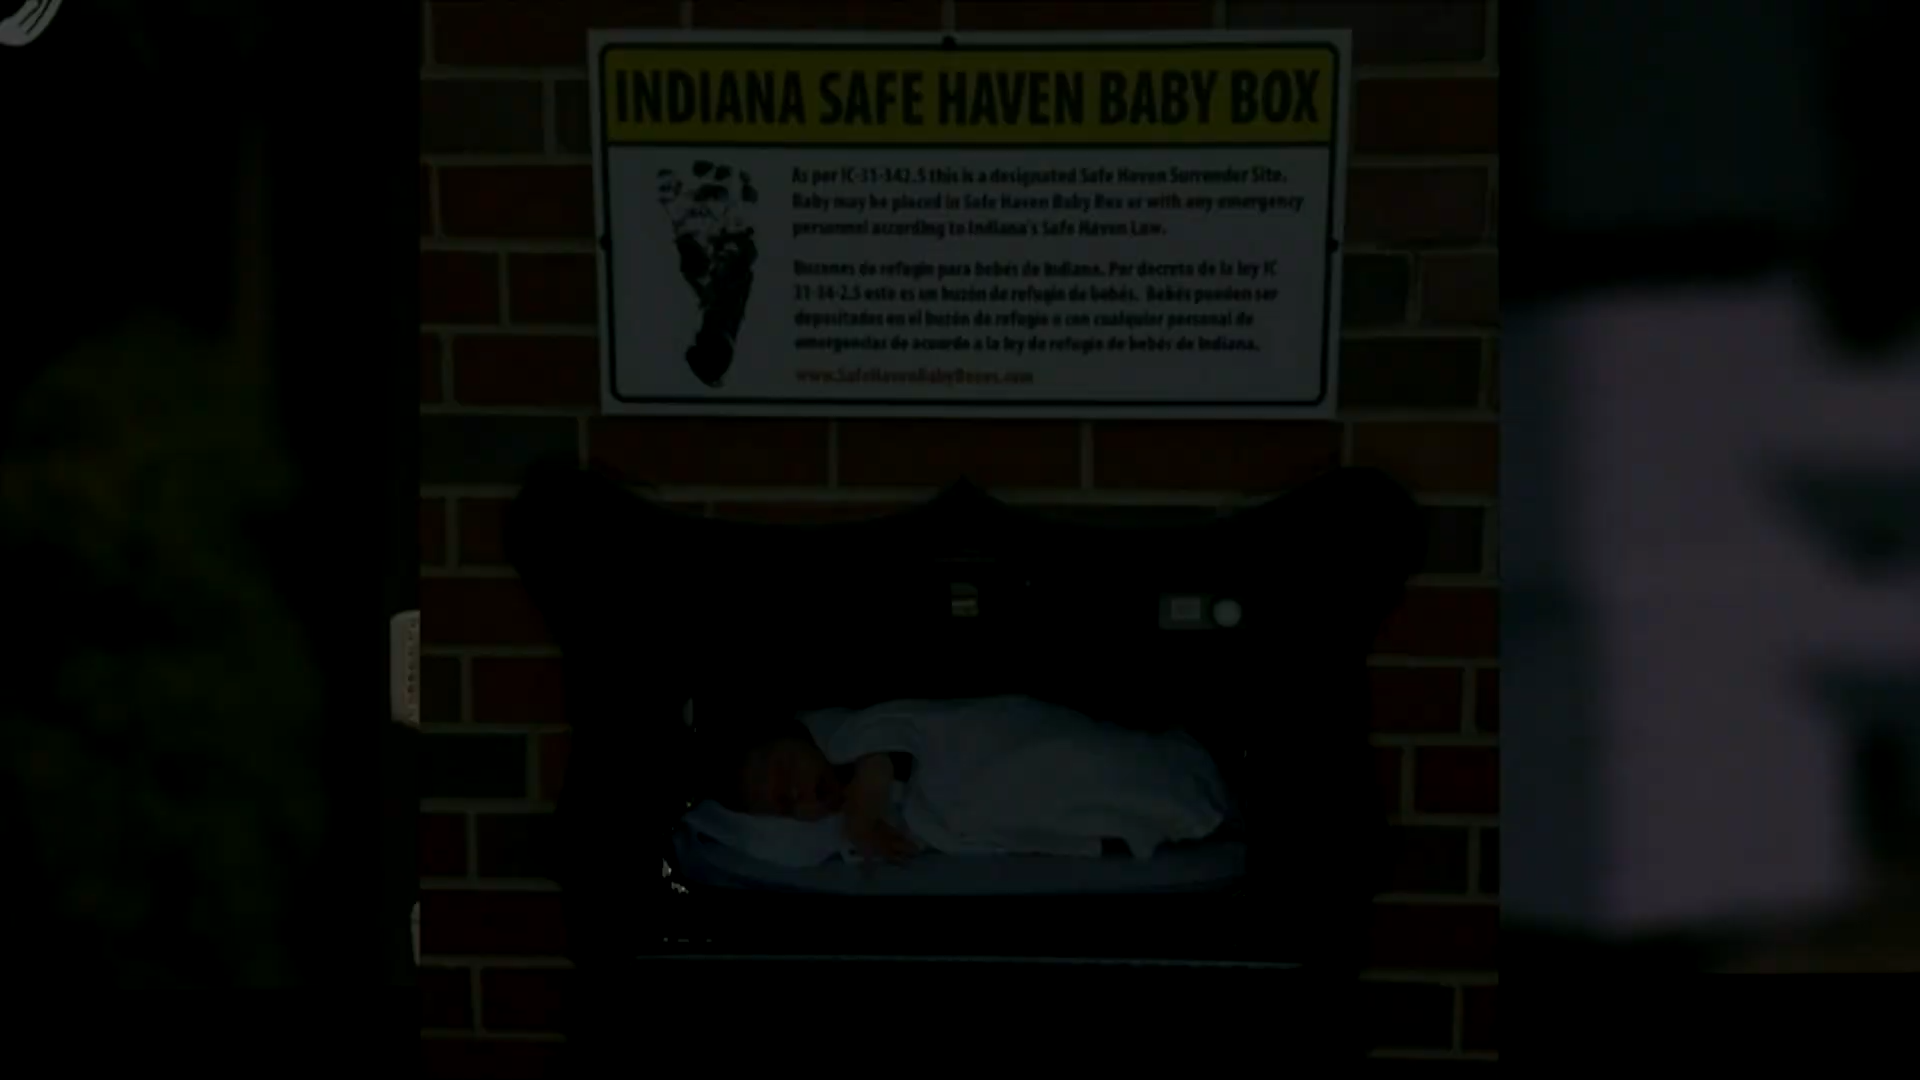 INDIANA SAFE HAVEN BABY BOX
As per IC-31-342.5 this is a designated Safe Haven Surrender Site.
Baby may be placed in Safe Haven Baby Box or with any emergency
personnel according to Indiana's Safe Haven Law.
Buzones de refugio para bebés de Indiana. Por decreto de la ley IC
31-34-2.5 este es un buzón de refugio de bebés. Bebés pueden ser
depositados en el buzón de refugio o con cualquier personal de
emergencias de acuerdo a la ley de refugio de bebés de Indiana.
www.SafeHavenBabyBoxes.com